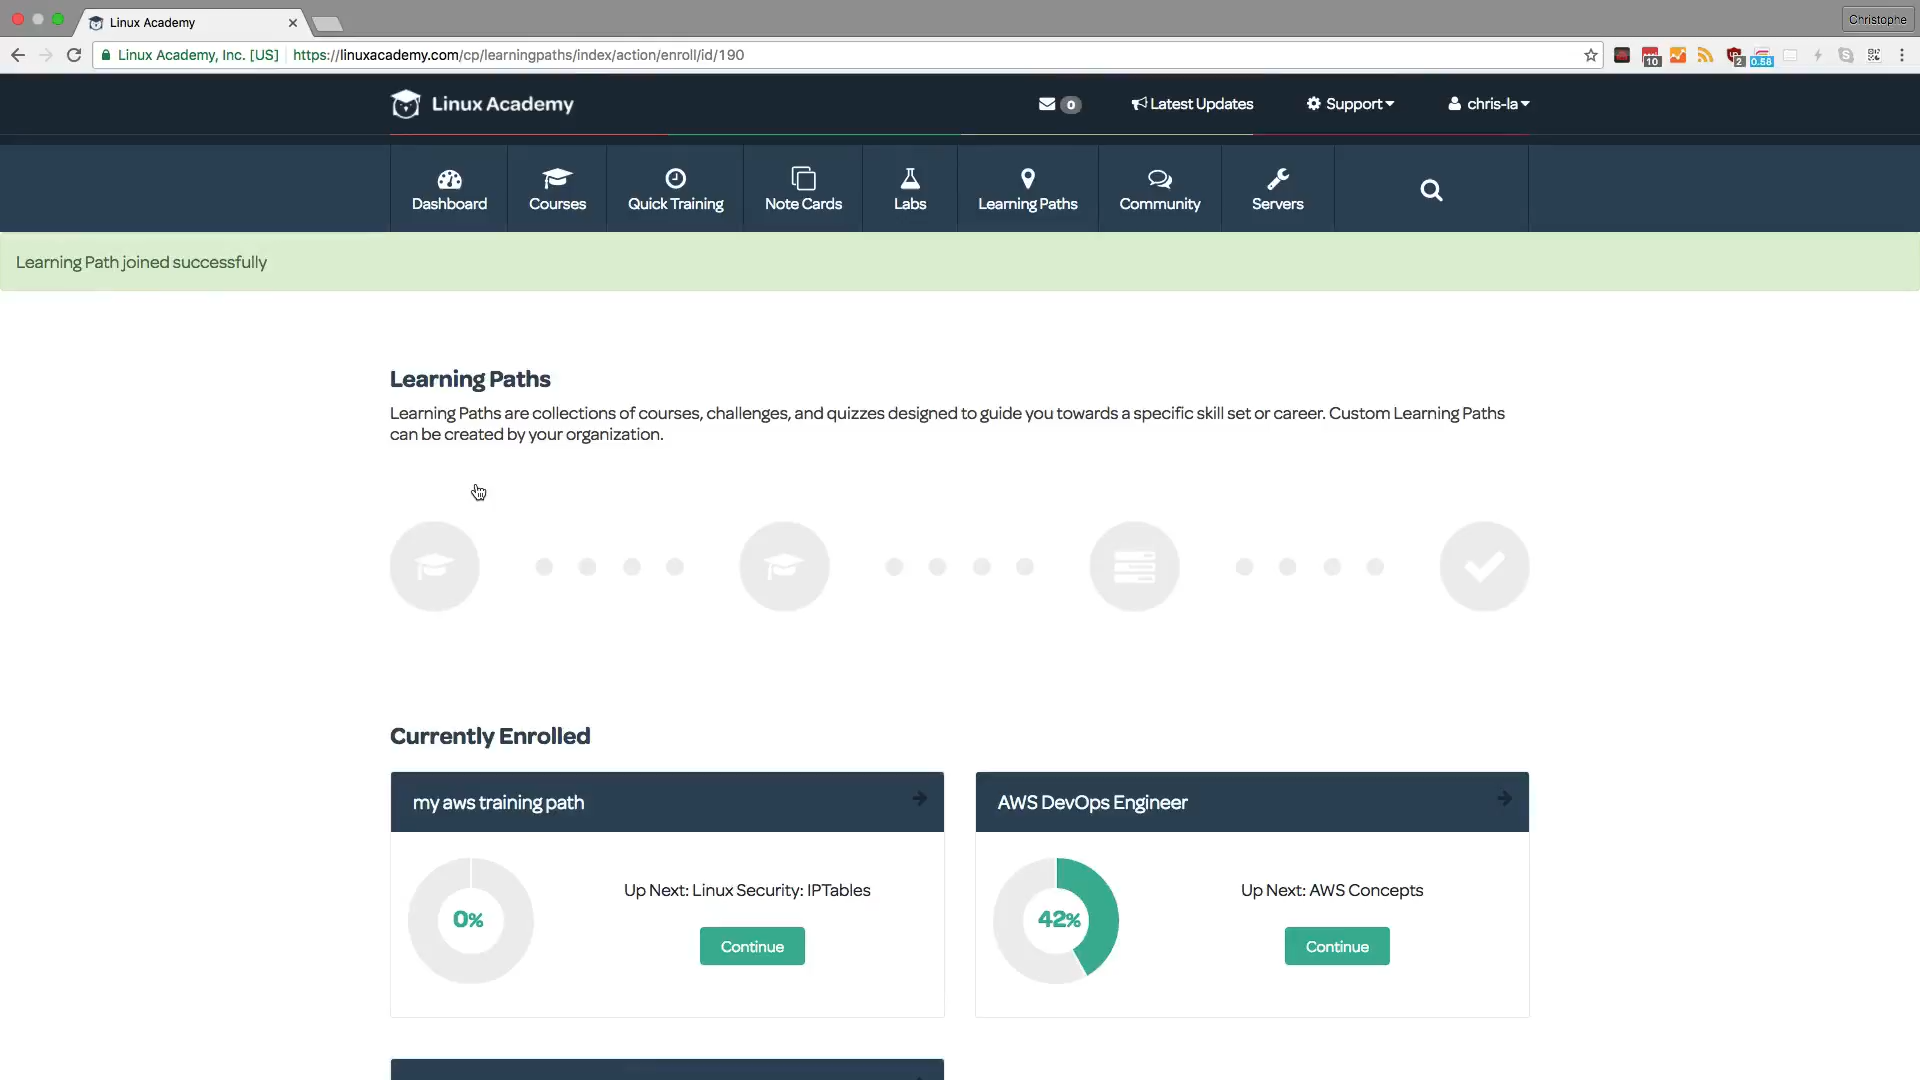 Linux Academy
Christophe
Linux Academy, Inc. [US]
https://linuxacademy.com/cp/learningpaths/index/action/enroll/id/190
10
2
0.58
Linux Academy
0
Latest Updates
Support
chris-la
Dashboard
Courses
Quick Training
Note Cards
Labs
Learning Paths
Community
Servers
Learning Path joined successfully
Learning Paths
Learning Paths are collections of courses, challenges, and quizzes designed to guide you towards a specific skill set or career. Custom Learning Paths
can be created by your organization.
Currently Enrolled
my aws training path
AWS DevOps Engineer
0%
Up Next: Linux Security: IPTables
Continue
42%
Up Next: AWS Concepts
Continue